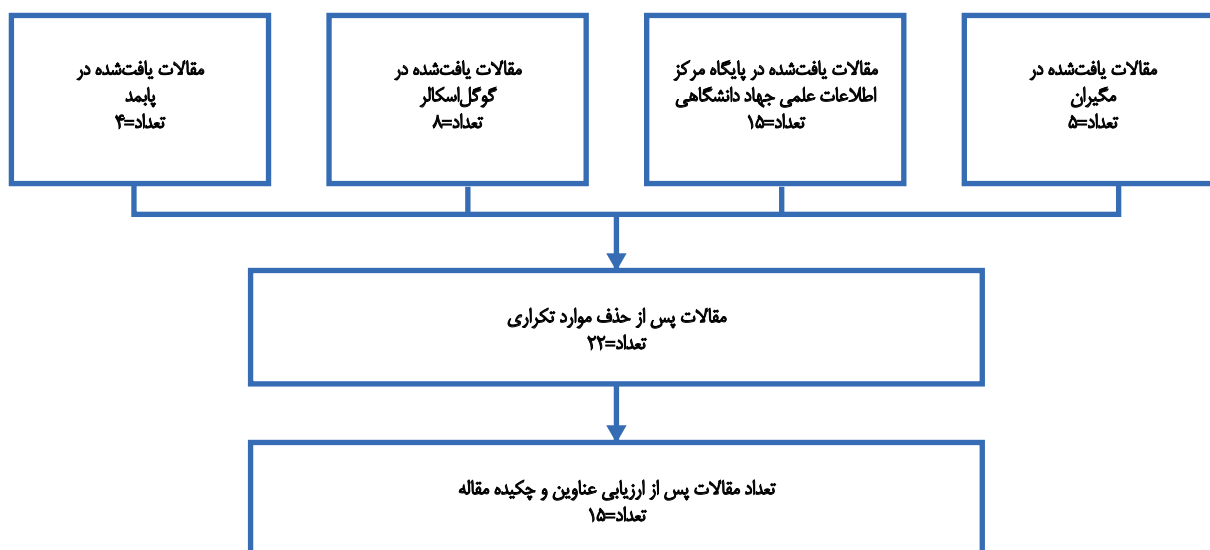 مقالات یافت‌شده در
مگیران
تعداد=۵
مقالات یافت‌شده در پایگاه مرکز
اطلاعات علمی جهاد دانشگاهی
تعداد=۱۵
مقالات یافت‌شده در
گوگل‌اسکالر
تعداد=۸
مقالات یافت‌شده در
پابمد
تعداد=۴
مقالات پس از حذف موارد تکراری
تعداد=۲۲
تعداد مقالات پس از ارزیابی عناوین و چکیده مقاله
تعداد=۱۵